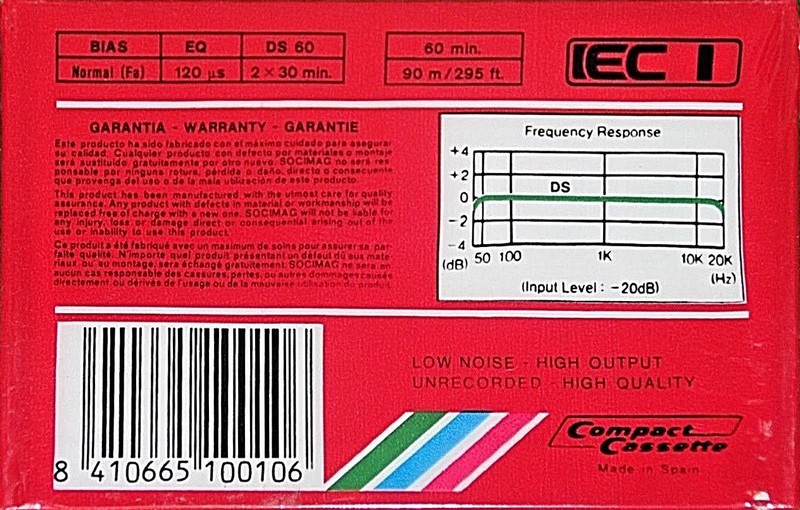 BIAS EQ DS 60
Normal (Fa) 120 µs 2 × 30 min.
60 min.
90 m/295 ft.
IEC I
GARANTIA - WARRANTY - GARANTIE
Este producto ha sido fabricado con el máximo cuidado para asegurar
su calidad. Cualquier producto con defecto por materiales o montaje
será sustituido gratuitamente por otro nuevo. SOCIMAG no será res-
ponsable por ninguna rotura, pérdida o daño, directo o consecuente
que provenga del uso o de la mala utilización de este producto.
This product has been manufactured with the utmost care for quality
assurance. Any product with defects in material or workmanship will be
replaced free of charge with a new one. SOCIMAG will not be liable for
any injury, loss or damage direct or consequential arising out of the
use or inability to use this product.
Ce produit a été fabriqué avec un maximum de soins pour assurer sa par-
faite qualité. N'importe quel produit présentant un défaut dû aux maté-
riaux ou au montage, sera échangé gratuitement. SOCIMAG ne sera en
aucun cas responsable des cassures, pertes, ou autres dommages causés
directement ou dérivés de l'usage ou de la mauvaise utilisation du produit.
Frequency Response
+4
+2
DS
0
-2
-4
(dB) 50 100 1K 10K 20K
(Hz)
(Input Level : -20dB)
LOW NOISE - HIGH OUTPUT
UNRECORDED - HIGH QUALITY
Compact
Cassette
Made in Spain
8 410665 100106